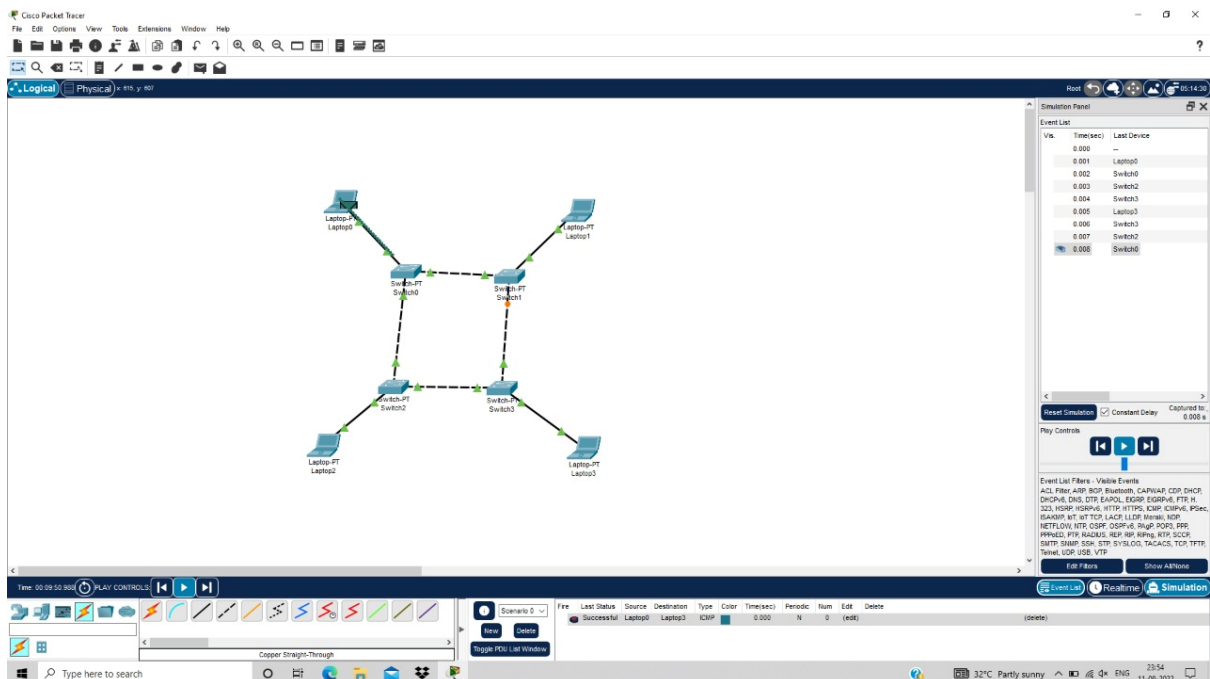 Cisco Packet Tracer
File Edit Options View Tools Extensions Window Help
?
Logical Physical x: 615, y: 607
Root 05:14:30
Simulation Panel
Event List
Vis. Time(sec) Last Device
0.000 --
0.001 Laptop0
0.002 Switch0
0.003 Switch2
0.004 Switch3
0.005 Laptop3
0.006 Switch3
0.007 Switch2
0.008 Switch0
Laptop-PT
Laptop0
Laptop-PT
Laptop1
Switch-PT
Switch0
Switch-PT
Switch1
Switch-PT
Switch2
Switch-PT
Switch3
Laptop-PT
Laptop2
Laptop-PT
Laptop3
Reset Simulation Constant Delay Captured to:
0.008 s
Play Controls
Event List Filters - Visible Events
ACL Filter, ARP, BGP, Bluetooth, CAPWAP, CDP, DHCP,
DHCPv6, DNS, DTP, EAPOL, EIGRP, EIGRPv6, FTP, H.
323, HSRP, HSRPv6, HTTP, HTTPS, ICMP, ICMPv6, IPSec,
ISAKMP, IoT, IoT TCP, LACP, LLDP, Meraki, NDP,
NETFLOW, NTP, OSPF, OSPFv6, PAgP, POP3, PPP,
PPPoED, PTP, RADIUS, REP, RIP, RIPng, RTP, SCCP,
SMTP, SNMP, SSH, STP, SYSLOG, TACACS, TCP, TFTP,
Telnet, UDP, USB, VTP
Edit Filters Show All/None
Time: 00:09:50.988 PLAY CONTROLS:
Event List Realtime Simulation
Scenario 0
New Delete
Toggle PDU List Window
Fire Last Status Source Destination Type Color Time(sec) Periodic Num Edit Delete
Successful Laptop0 Laptop3 ICMP 0.000 N 0 (edit) (delete)
Copper Straight-Through
Type here to search
32°C Partly sunny ENG 23:54
11-09-2022